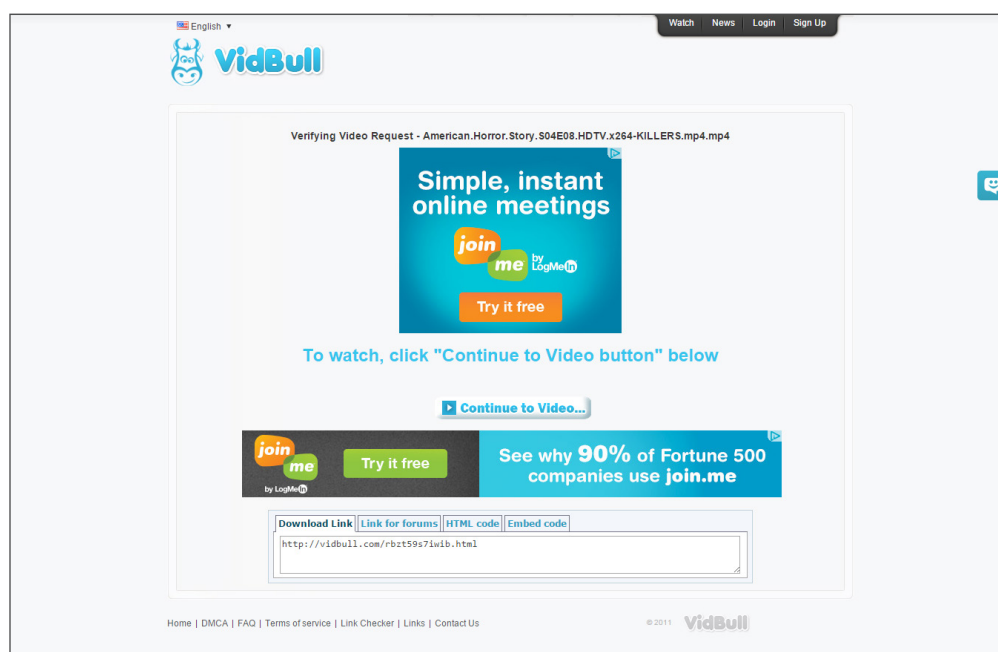 English ▼
Watch News Login Sign Up
VidBull
Verifying Video Request - American.Horror.Story.S04E08.HDTV.x264-KILLERS.mp4.mp4
Simple, instant
online meetings
join
me by
LogMeIn
Try it free
To watch, click "Continue to Video button" below
Continue to Video...
join
me
by LogMeIn
Try it free
See why 90% of Fortune 500
companies use join.me
Download Link Link for forums HTML code Embed code
http://vidbull.com/rbzt59s7iwib.html
Home | DMCA | FAQ | Terms of service | Link Checker | Links | Contact Us
© 2011 VidBull